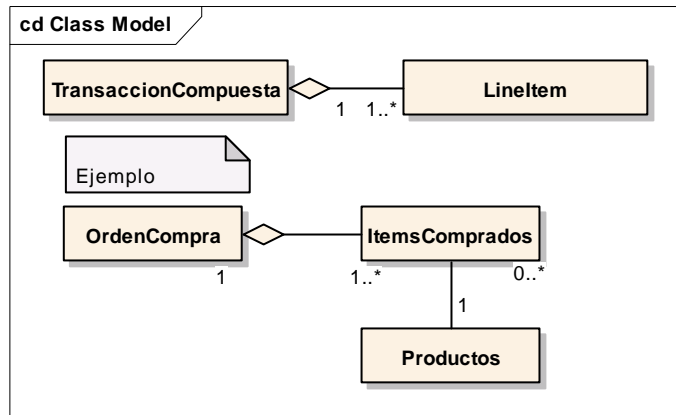 cd Class Model
TransaccionCompuesta
LineItem
1 1..*
Ejemplo
OrdenCompra
ItemsComprados
1 1..* 0..*
1
Productos